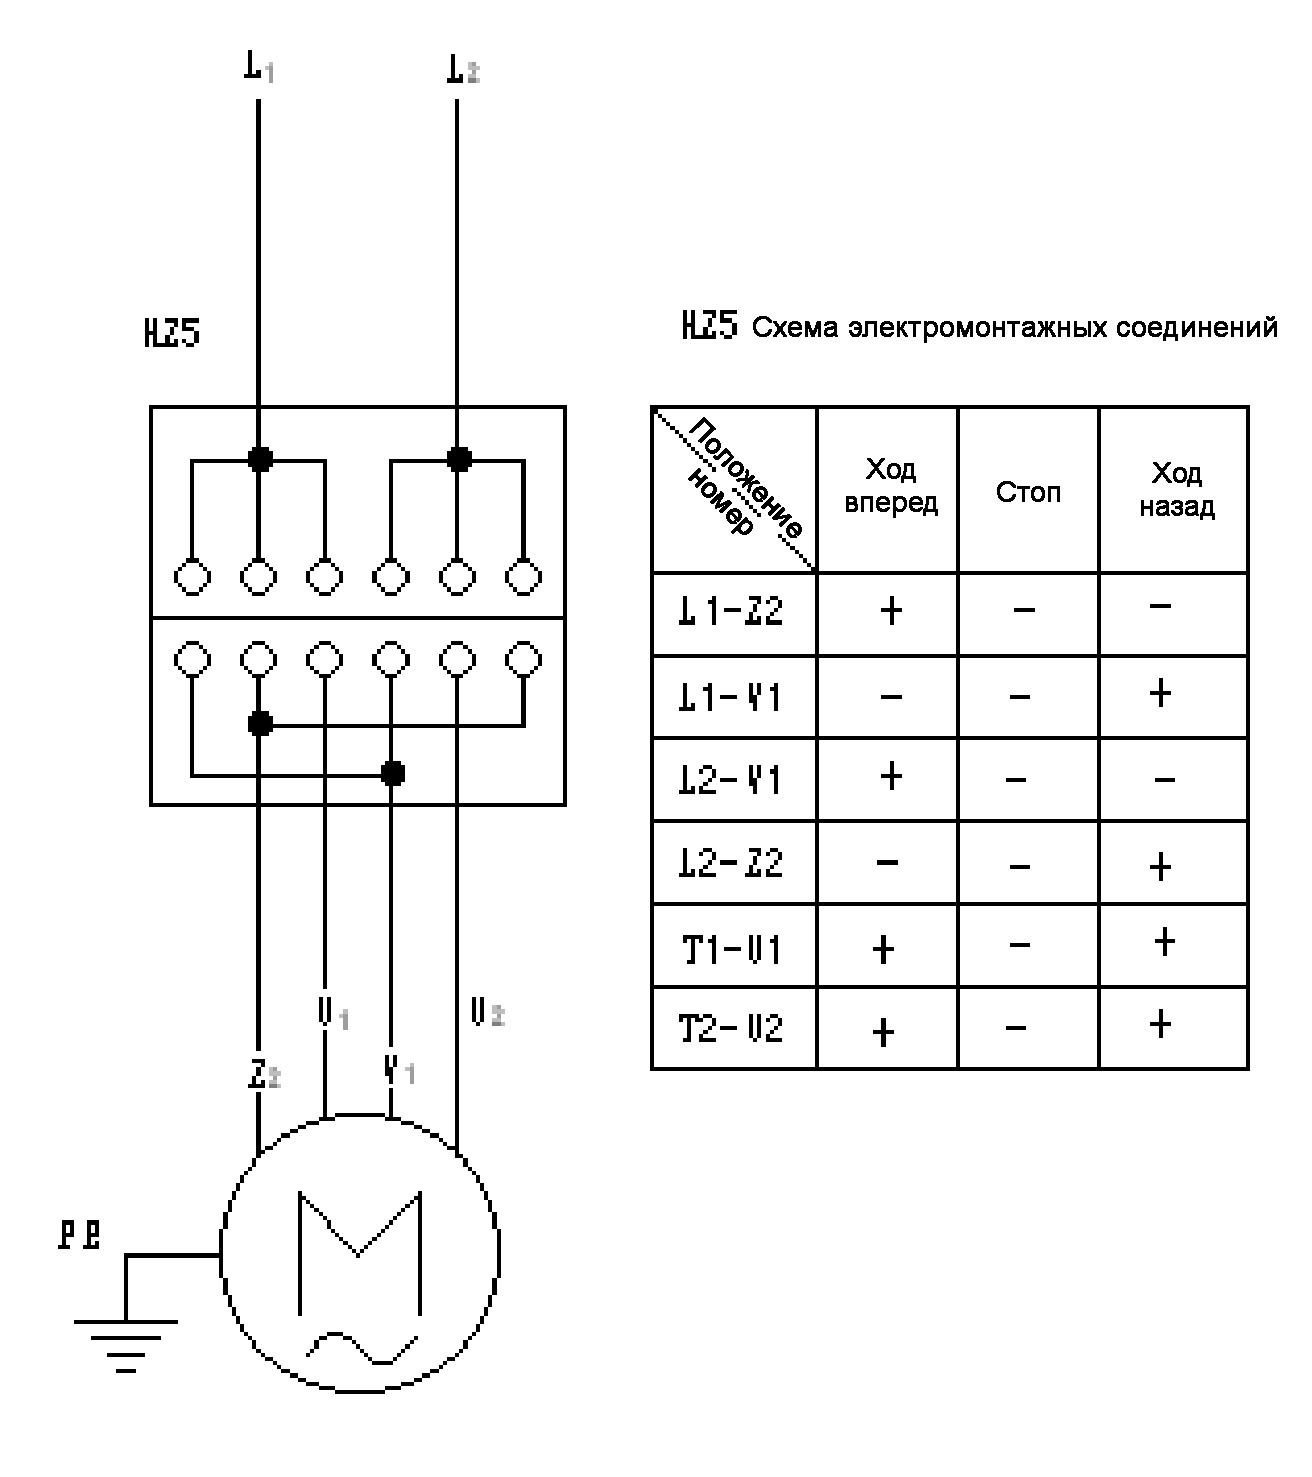 L1 L2
HZ5
HZ5 Схема электромонтажных соединений
Положение
номер
Ход
вперед
Стоп
Ход
назад
L1-Z2 + - -
L1-V1 - - +
L2-V1 + - -
L2-Z2 - - +
T1-U1 + - +
T2-U2 + - +
U1 U2
Z2 V1
M
PE